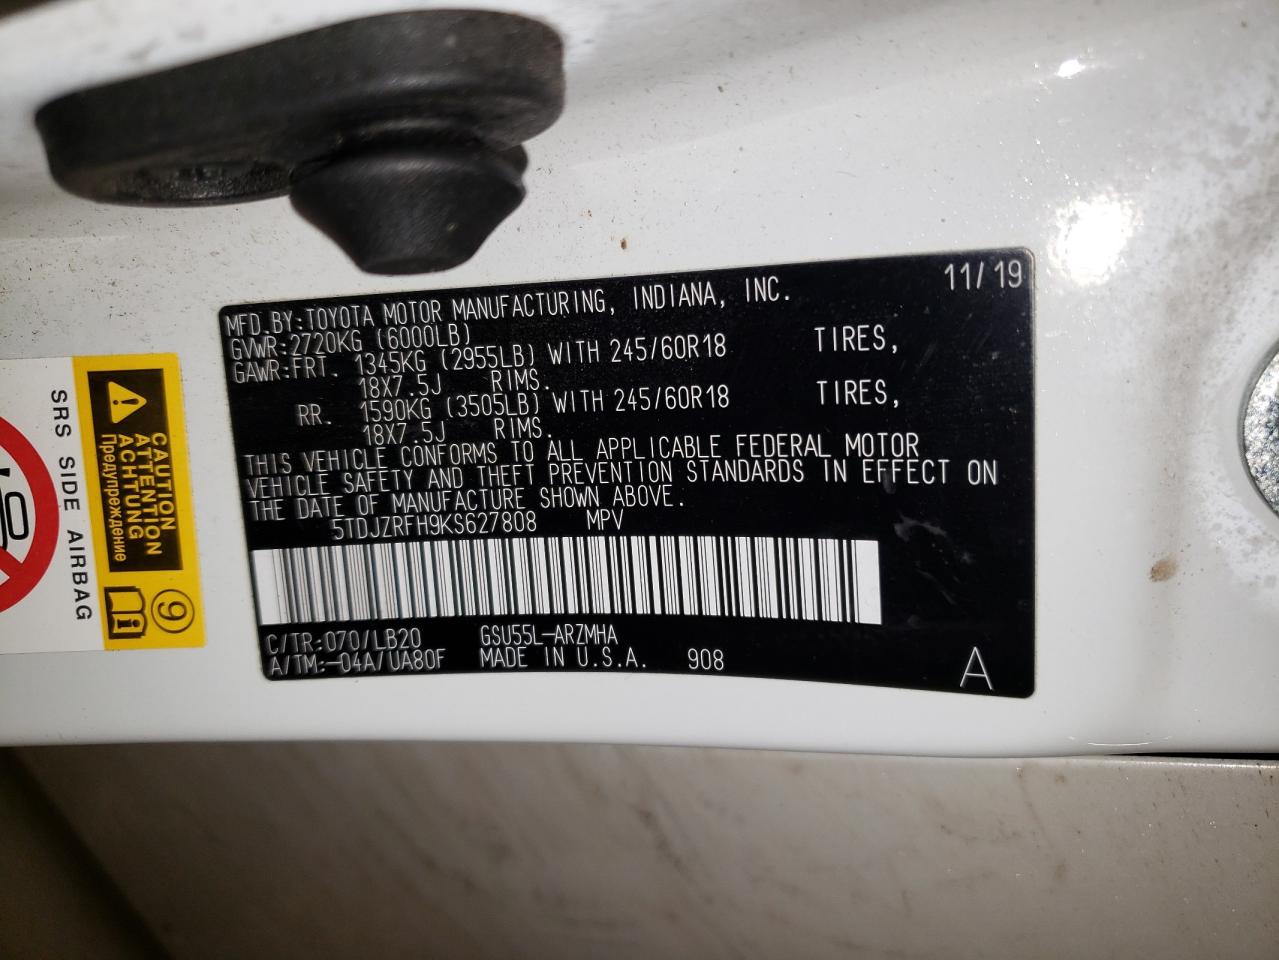 11/19
MFD.BY:TOYOTA MOTOR MANUFACTURING, INDIANA, INC.
GVWR:2720KG (6000LB)
GAWR:FRT. 1345KG (2955LB) WITH 245/60R18 TIRES,
18X7.5J RIMS.
RR. 1590KG (3505LB) WITH 245/60R18 TIRES,
18X7.5J RIMS.
THIS VEHICLE CONFORMS TO ALL APPLICABLE FEDERAL MOTOR
VEHICLE SAFETY AND THEFT PREVENTION STANDARDS IN EFFECT ON
THE DATE OF MANUFACTURE SHOWN ABOVE.
5TDJZRFH9KS627808 MPV
C/TR:070/LB20 GSU55L-ARZMHA
A/TM:-04A/UA80F MADE IN U.S.A. 908
A
CAUTION
ATTENTION
ACHTUNG
Предупреждение
9
SRS SIDE AIRBAG